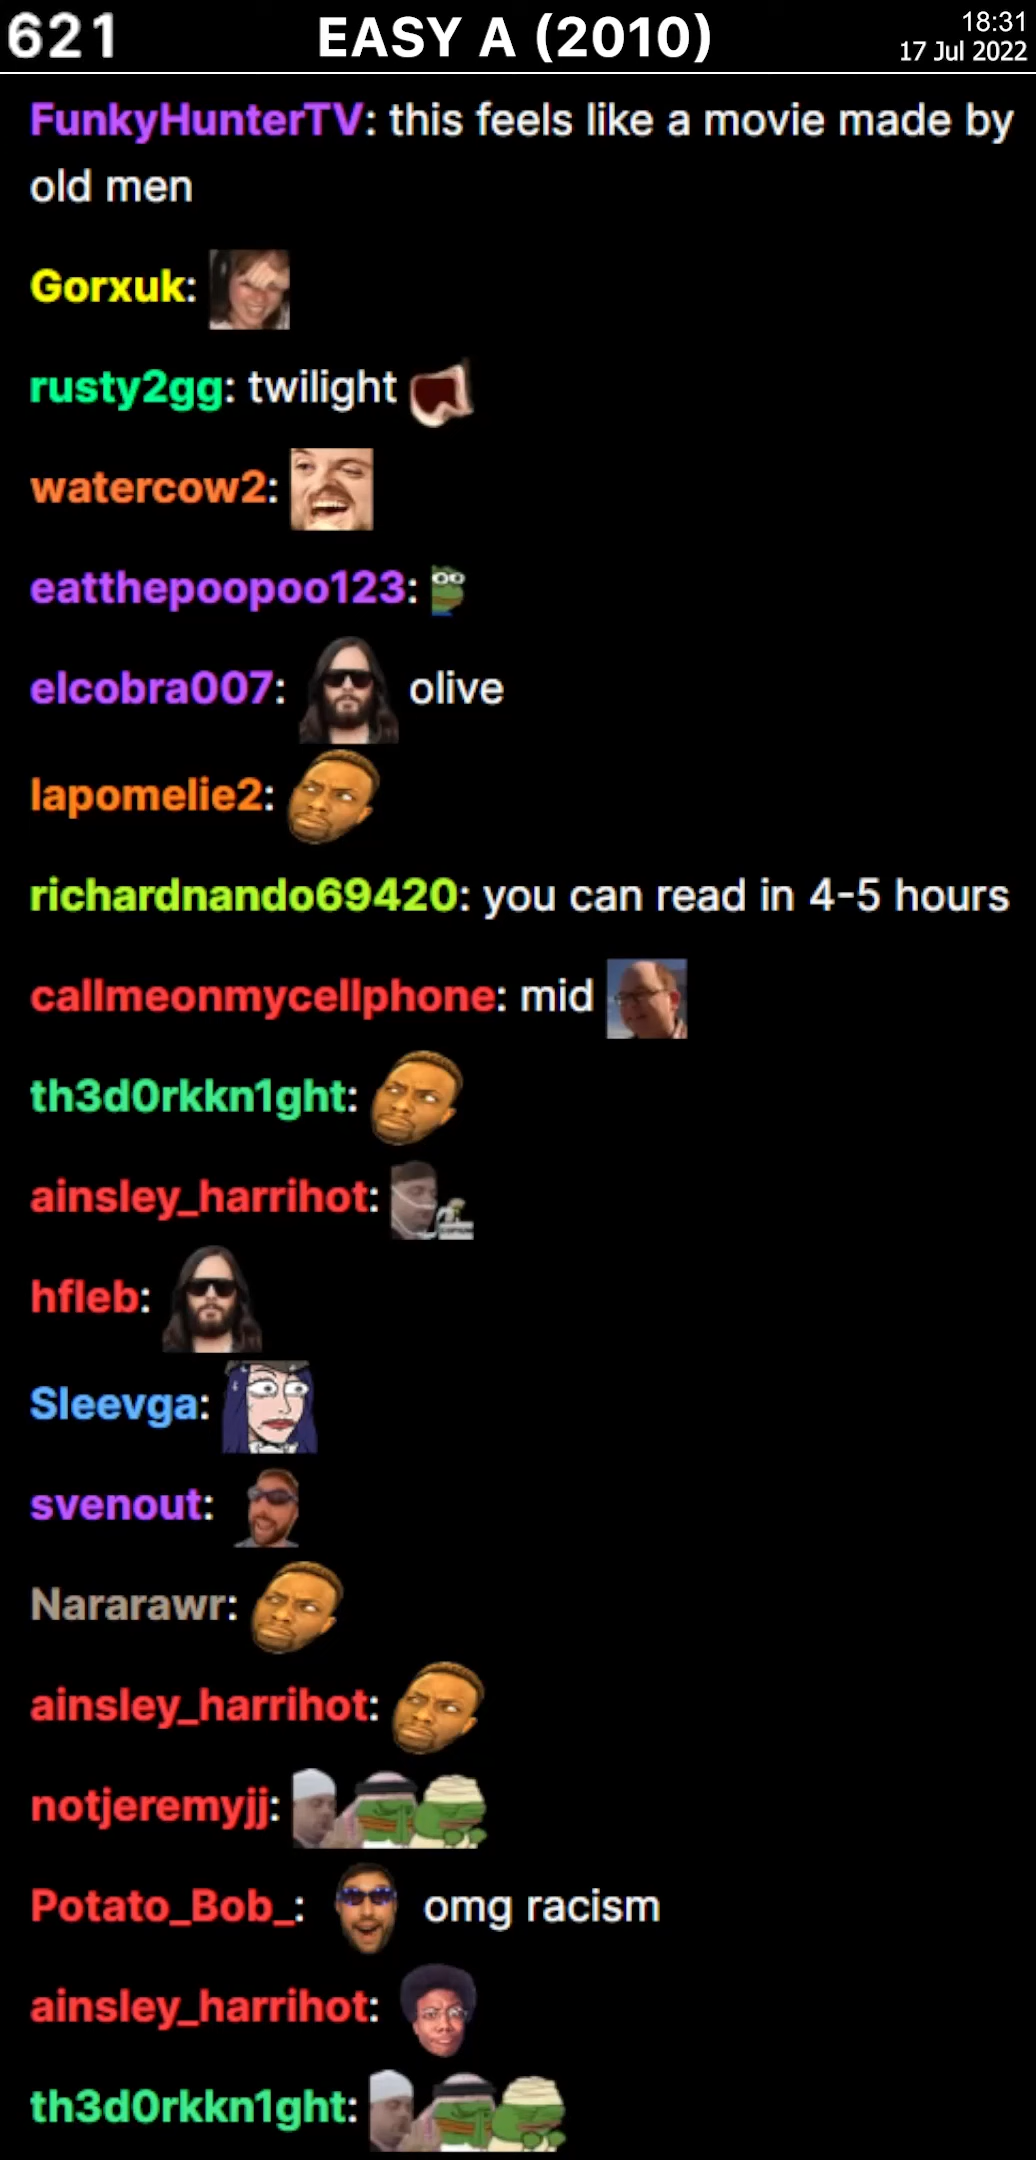 621
EASY A (2010)
18:31
17 Jul 2022
FunkyHunterTV: this feels like a movie made by
old men
Gorxuk:
rusty2gg: twilight
watercow2:
eatthepoopoo123:
elcobra007: olive
lapomelie2:
richardnando69420: you can read in 4-5 hours
callmeonmycellphone: mid
th3d0rkkn1ght:
ainsley_harrihot:
hfleb:
Sleevga:
svenout:
Nararawr:
ainsley_harrihot:
notjeremyjj:
Potato_Bob_: omg racism
ainsley_harrihot:
th3d0rkkn1ght: